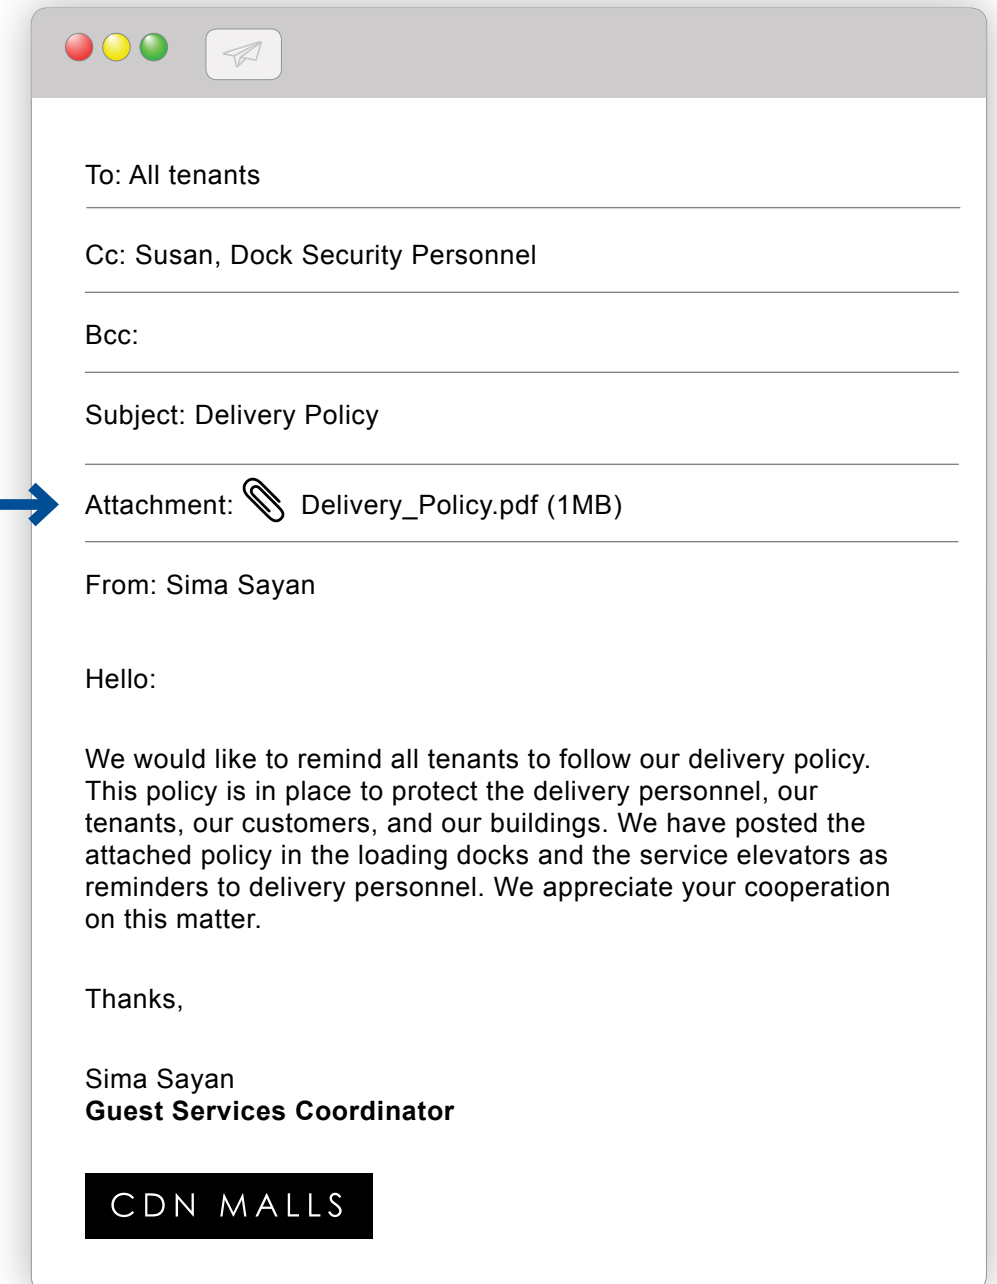 To: All tenants
Cc: Susan, Dock Security Personnel
Bcc:
Subject: Delivery Policy
Attachment: Delivery_Policy.pdf (1MB)
From: Sima Sayan
Hello:
We would like to remind all tenants to follow our delivery policy.
This policy is in place to protect the delivery personnel, our
tenants, our customers, and our buildings. We have posted the
attached policy in the loading docks and the service elevators as
reminders to delivery personnel. We appreciate your cooperation
on this matter.
Thanks,
Sima Sayan
Guest Services Coordinator
CDN MALLS